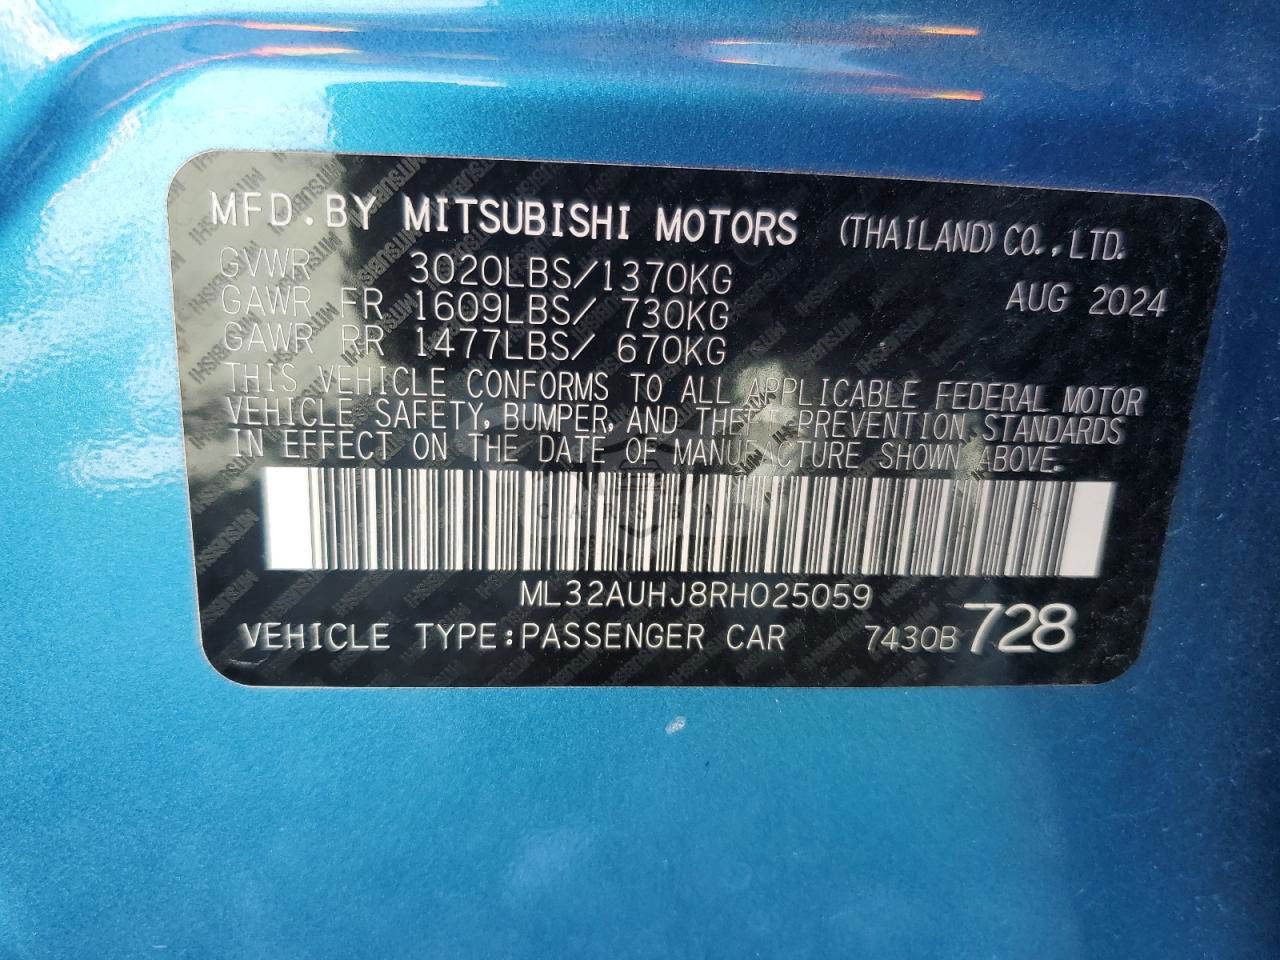 MFD.BY MITSUBISHI MOTORS (THAILAND) CO.,LTD.
GVWR 3020LBS/1370KG AUG 2024
GAWR FR 1609LBS/ 730KG
GAWR RR 1477LBS/ 670KG
THIS VEHICLE CONFORMS TO ALL APPLICABLE FEDERAL MOTOR
VEHICLE SAFETY, BUMPER, AND THEFT PREVENTION STANDARDS
IN EFFECT ON THE DATE OF MANUFACTURE SHOWN ABOVE.
ML32AUHJ8RH025059
VEHICLE TYPE:PASSENGER CAR 7430B 728